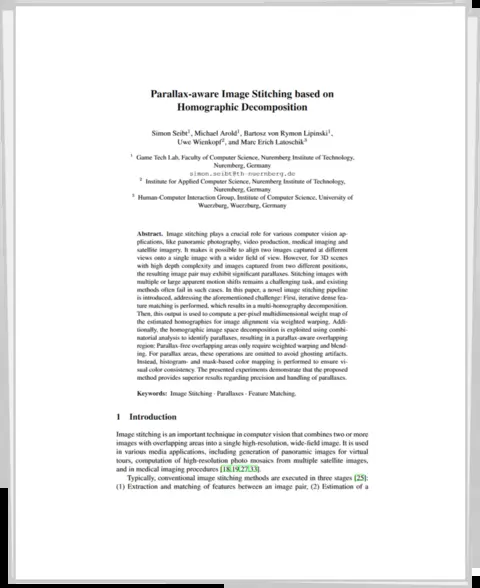 Parallax-aware Image Stitching based on
Homographic Decomposition
Simon Seibt¹, Michael Arold¹, Bartosz von Rymon Lipinski¹,
Uwe Wienkopf², and Marc Erich Latoschik³
¹ Game Tech Lab, Faculty of Computer Science, Nuremberg Institute of Technology,
Nuremberg, Germany
simon.seibt@th-nuernberg.de
² Institute for Applied Computer Science, Nuremberg Institute of Technology,
Nuremberg, Germany
³ Human-Computer Interaction Group, Institute of Computer Science, University of
Wuerzburg, Wuerzburg, Germany
Abstract. Image stitching plays a crucial role for various computer vision ap-
plications, like panoramic photography, video production, medical imaging and
satellite imagery. It makes it possible to align two images captured at different
views onto a single image with a wider field of view. However, for 3D scenes
with high depth complexity and images captured from two different positions,
the resulting image pair may exhibit significant parallaxes. Stitching images with
multiple or large apparent motion shifts remains a challenging task, and existing
methods often fail in such cases. In this paper, a novel image stitching pipeline
is introduced, addressing the aforementioned challenge: First, iterative dense fea-
ture matching is performed, which results in a multi-homography decomposition.
Then, this output is used to compute a per-pixel multidimensional weight map of
the estimated homographies for image alignment via weighted warping. Addi-
tionally, the homographic image space decomposition is exploited using combi-
natorial analysis to identify parallaxes, resulting in a parallax-aware overlapping
region: Parallax-free overlapping areas only require weighted warping and blend-
ing. For parallax areas, these operations are omitted to avoid ghosting artifacts.
Instead, histogram- and mask-based color mapping is performed to ensure vi-
sual color consistency. The presented experiments demonstrate that the proposed
method provides superior results regarding precision and handling of parallaxes.
Keywords: Image Stitching · Parallaxes · Feature Matching.
1 Introduction
Image stitching is an important technique in computer vision that combines two or more
images with overlapping areas into a single high-resolution, wide-field image. It is used
in various media applications, including generation of panoramic images for virtual
tours, computation of high-resolution photo mosaics from multiple satellite images,
and in medical imaging procedures [18,19,27,33].
Typically, conventional image stitching methods are executed in three stages [25]:
(1) Extraction and matching of features between an image pair, (2) Estimation of a